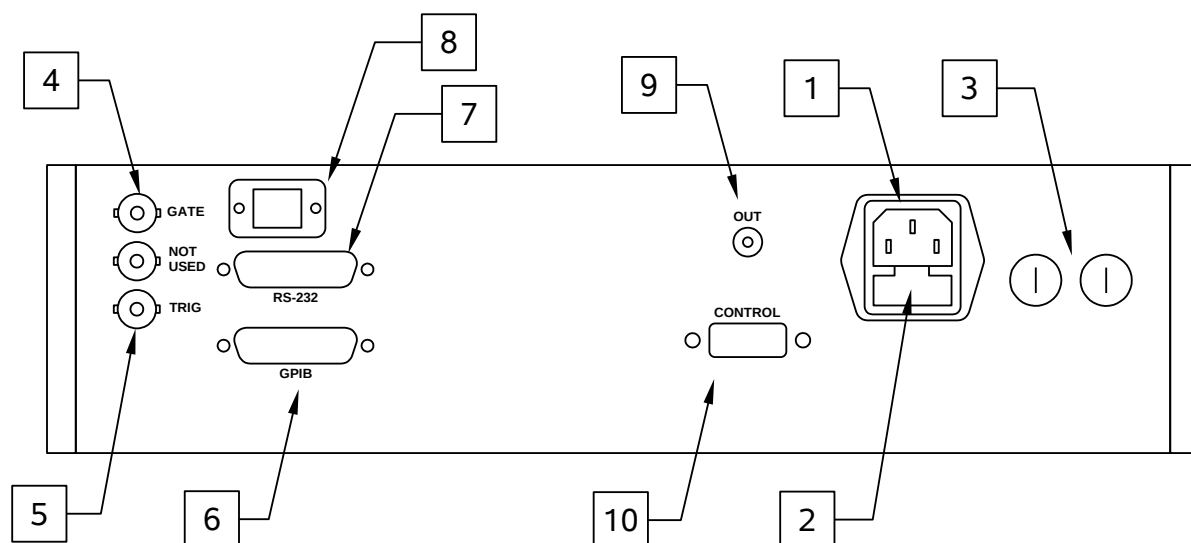 8
4
9
1
3
7
GATE
OUT
NOT
USED
RS-232
TRIG
CONTROL
GPIB
5
6
10
2